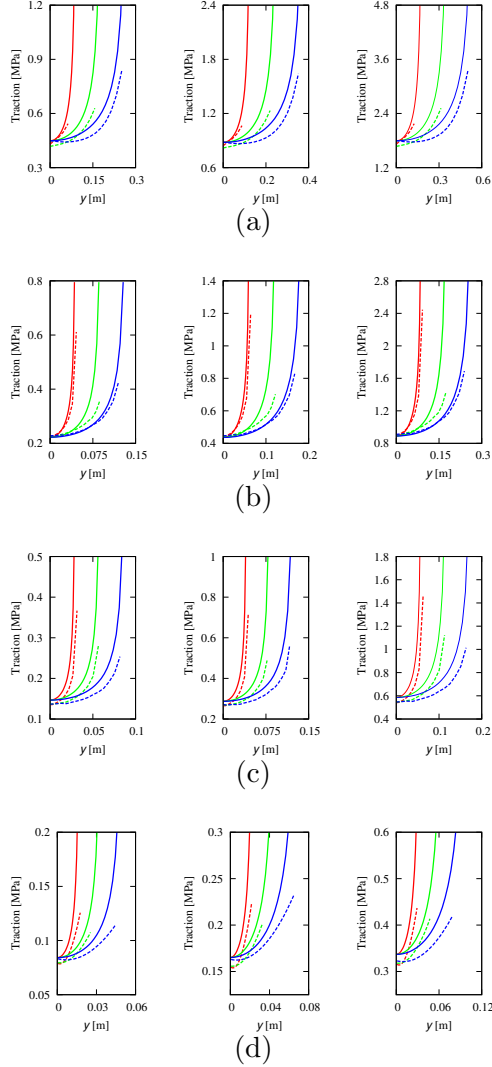 1.2 2.4 4.8
0.9 1.8 3.6
0.6 1.2 2.4
0.3 0.6 1.2
Traction [MPa] Traction [MPa] Traction [MPa]
0 0.15 0.3 0 0.2 0.4 0 0.3 0.6
y [m] y [m] y [m]
(a)
0.8 1.4 2.8
1.2 2.4
0.6 1 2
0.8 1.6
0.4 0.6 1.2
0.2 0.4 0.8
Traction [MPa] Traction [MPa] Traction [MPa]
0 0.075 0.15 0 0.1 0.2 0 0.15 0.3
y [m] y [m] y [m]
(b)
0.5 1 1.8
1.6
0.4 0.8 1.4
1.2
0.3 0.6 1
0.8
0.2 0.4 0.6
0.1 0.2 0.4
Traction [MPa] Traction [MPa] Traction [MPa]
0 0.05 0.1 0 0.075 0.15 0 0.1 0.2
y [m] y [m] y [m]
(c)
0.2 0.3 0.6
0.15 0.25 0.5
0.1 0.2 0.4
0.05 0.15 0.3
Traction [MPa] Traction [MPa] Traction [MPa]
0 0.03 0.06 0 0.04 0.08 0 0.06 0.12
y [m] y [m] y [m]
(d)